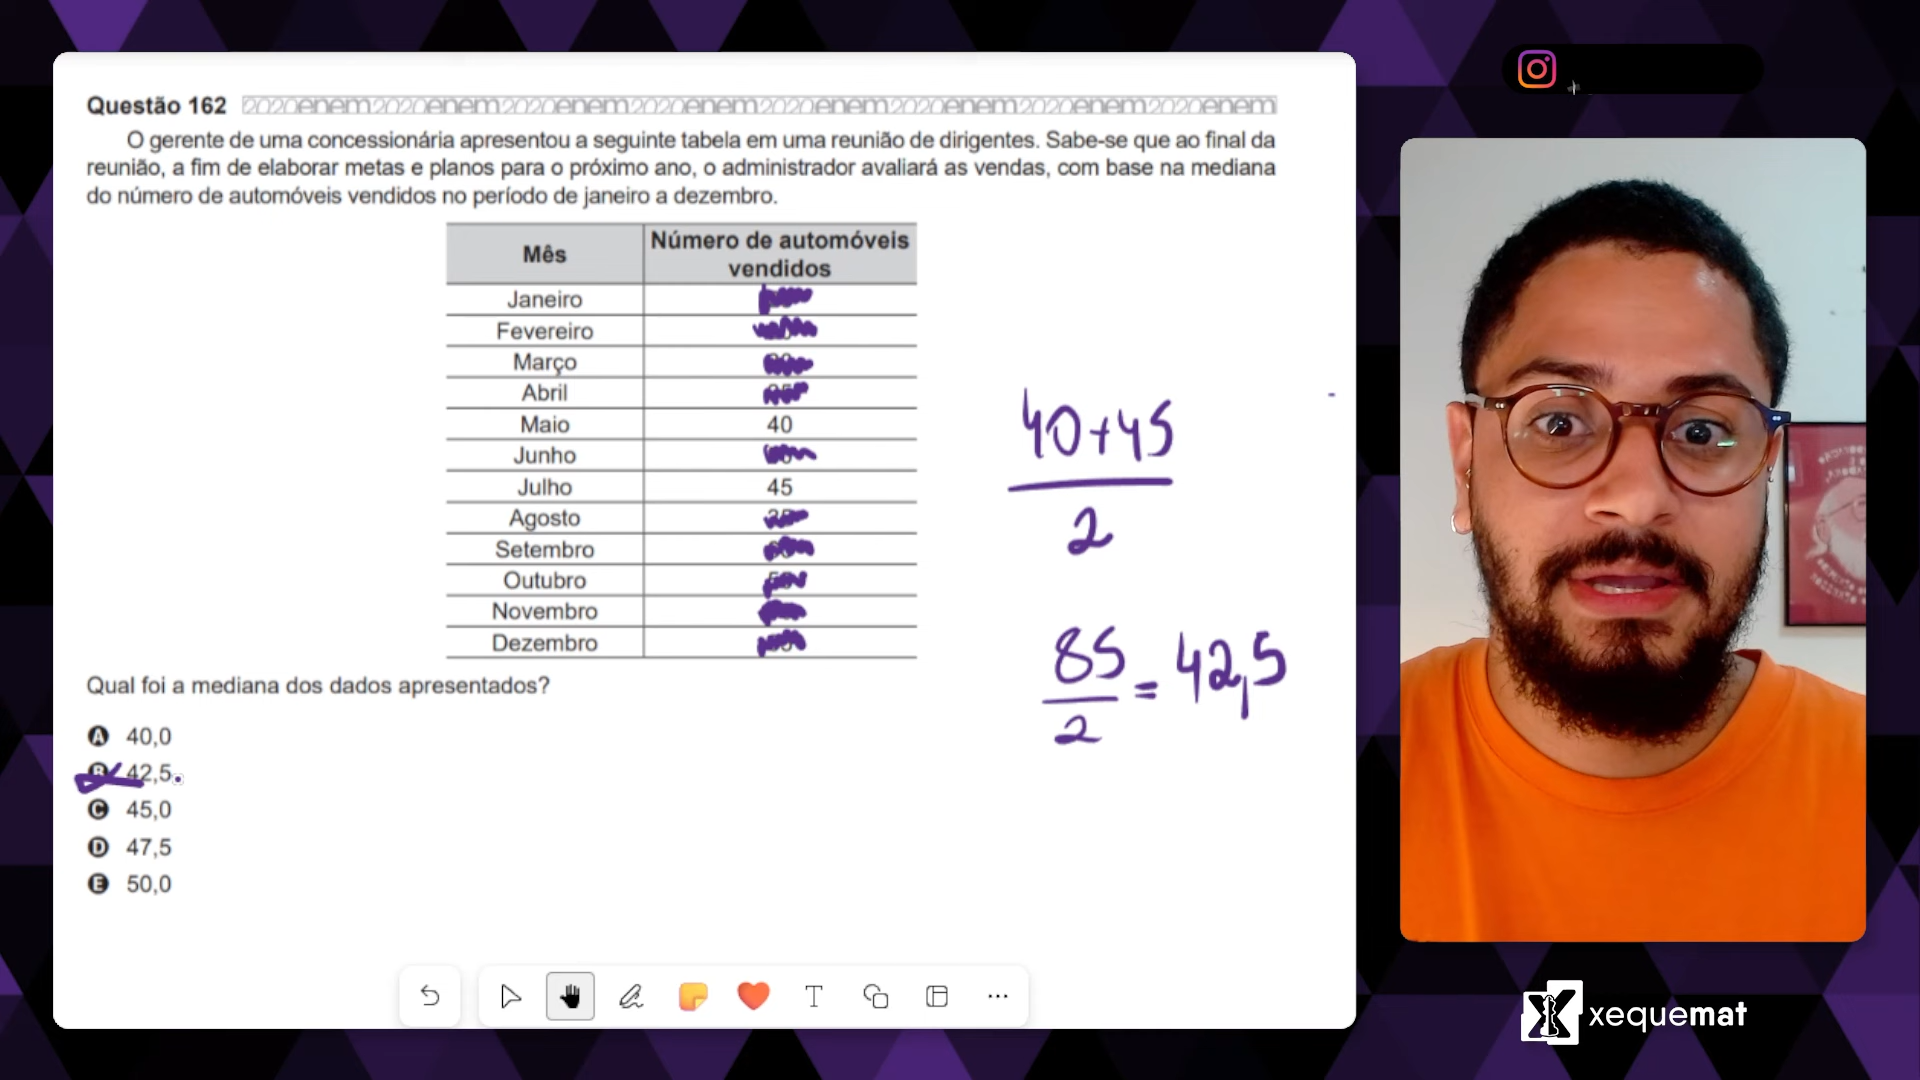 Questão 162 2020enem2020enem2020enem2020enem2020enem2020enem2020enem2020enem
O gerente de uma concessionária apresentou a seguinte tabela em uma reunião de dirigentes. Sabe-se que ao final da
reunião, a fim de elaborar metas e planos para o próximo ano, o administrador avaliará as vendas, com base na mediana
do número de automóveis vendidos no período de janeiro a dezembro.
Mês Número de automóveis vendidos
Janeiro
Fevereiro
Março
Abril
Maio 40
Junho
Julho 45
Agosto
Setembro
Outubro
Novembro
Dezembro
40+45
2
85
2
= 42,5
Qual foi a mediana dos dados apresentados?
A 40,0
B 42,5
C 45,0
D 47,5
E 50,0
T
xequemat